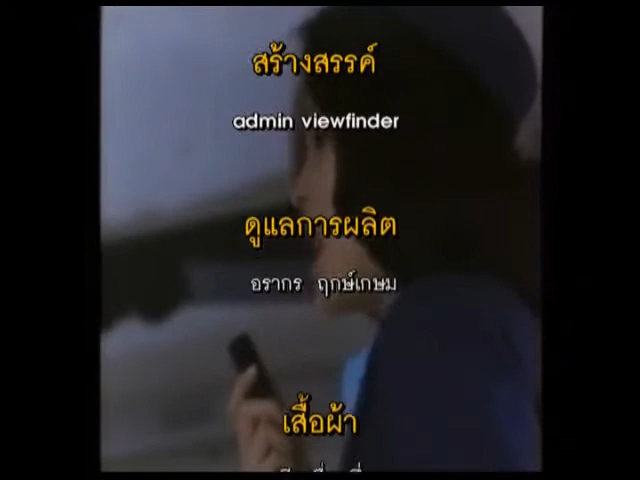 สร้างสรรค์
admin viewfinder
ดูแลการผลิต
อรากร ฤกษ์เกษม
เสื้อผ้า